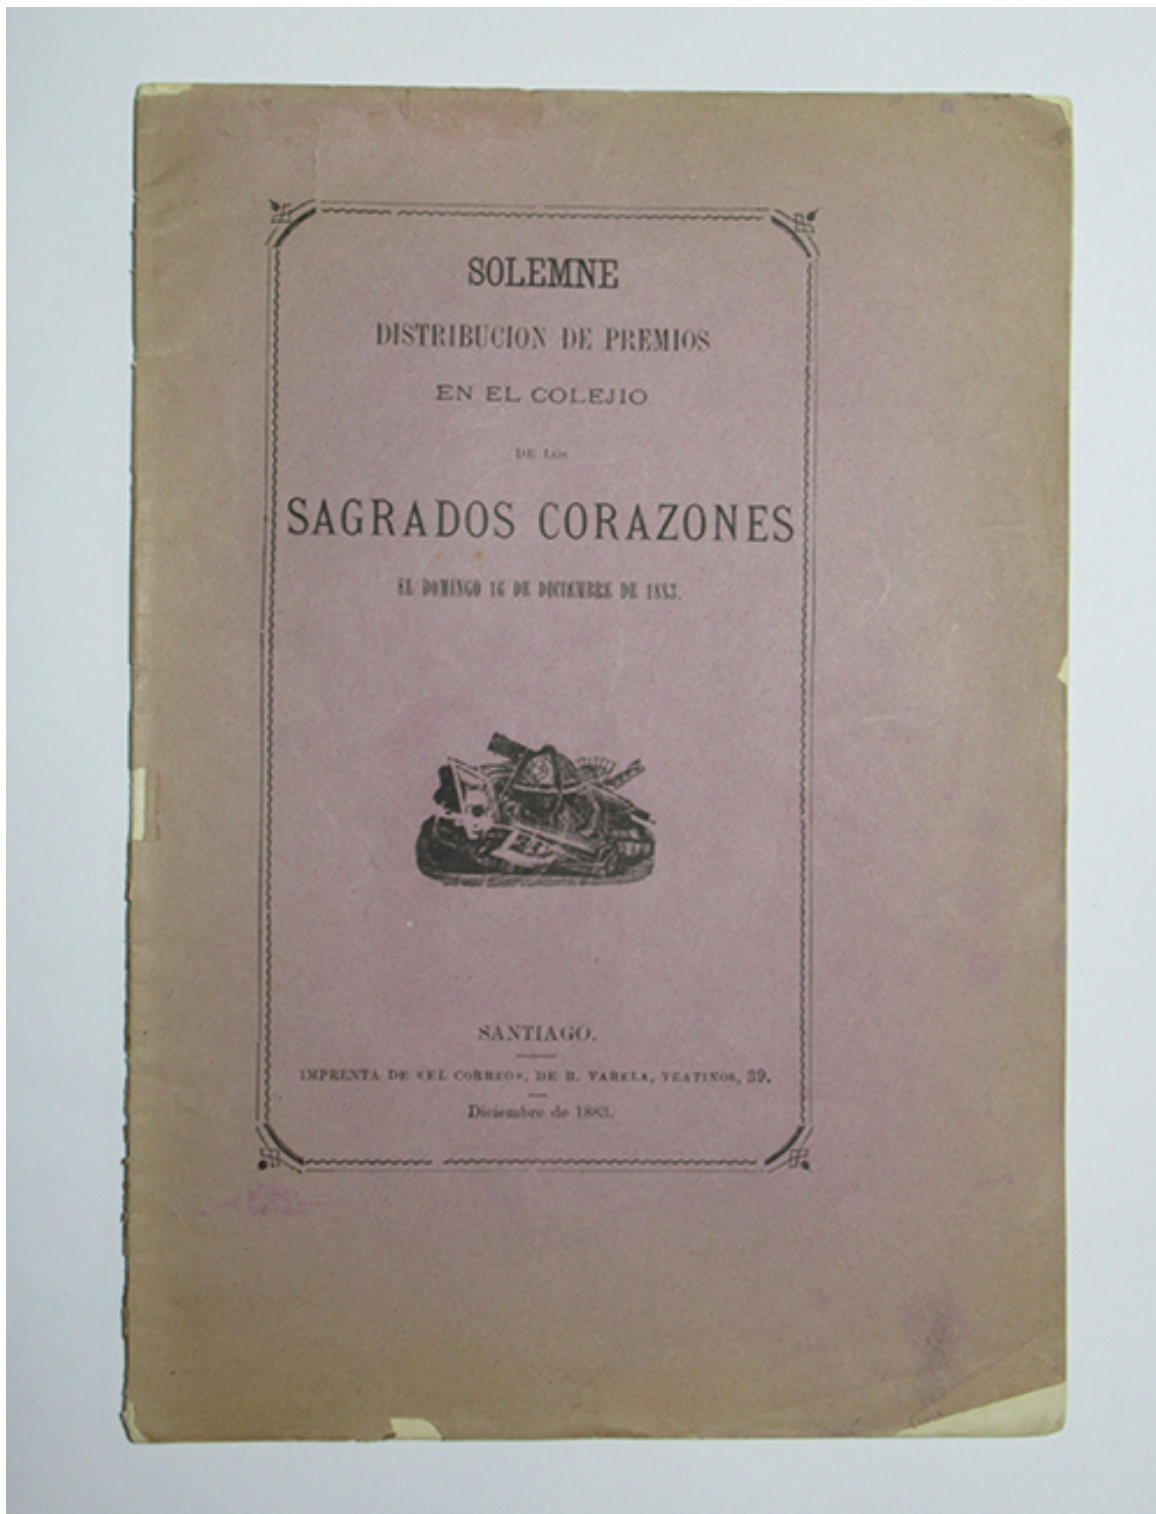 SOLEMNE
DISTRIBUCION DE PREMIOS
EN EL COLEJIO
DE LOS
SAGRADOS CORAZONES
EL DOMINGO 16 DE DICIEMBRE DE 1883.
SANTIAGO.
IMPRENTA DE «EL CORREO», DE R. VARELA, TEATINOS, 39.
Diciembre de 1883.